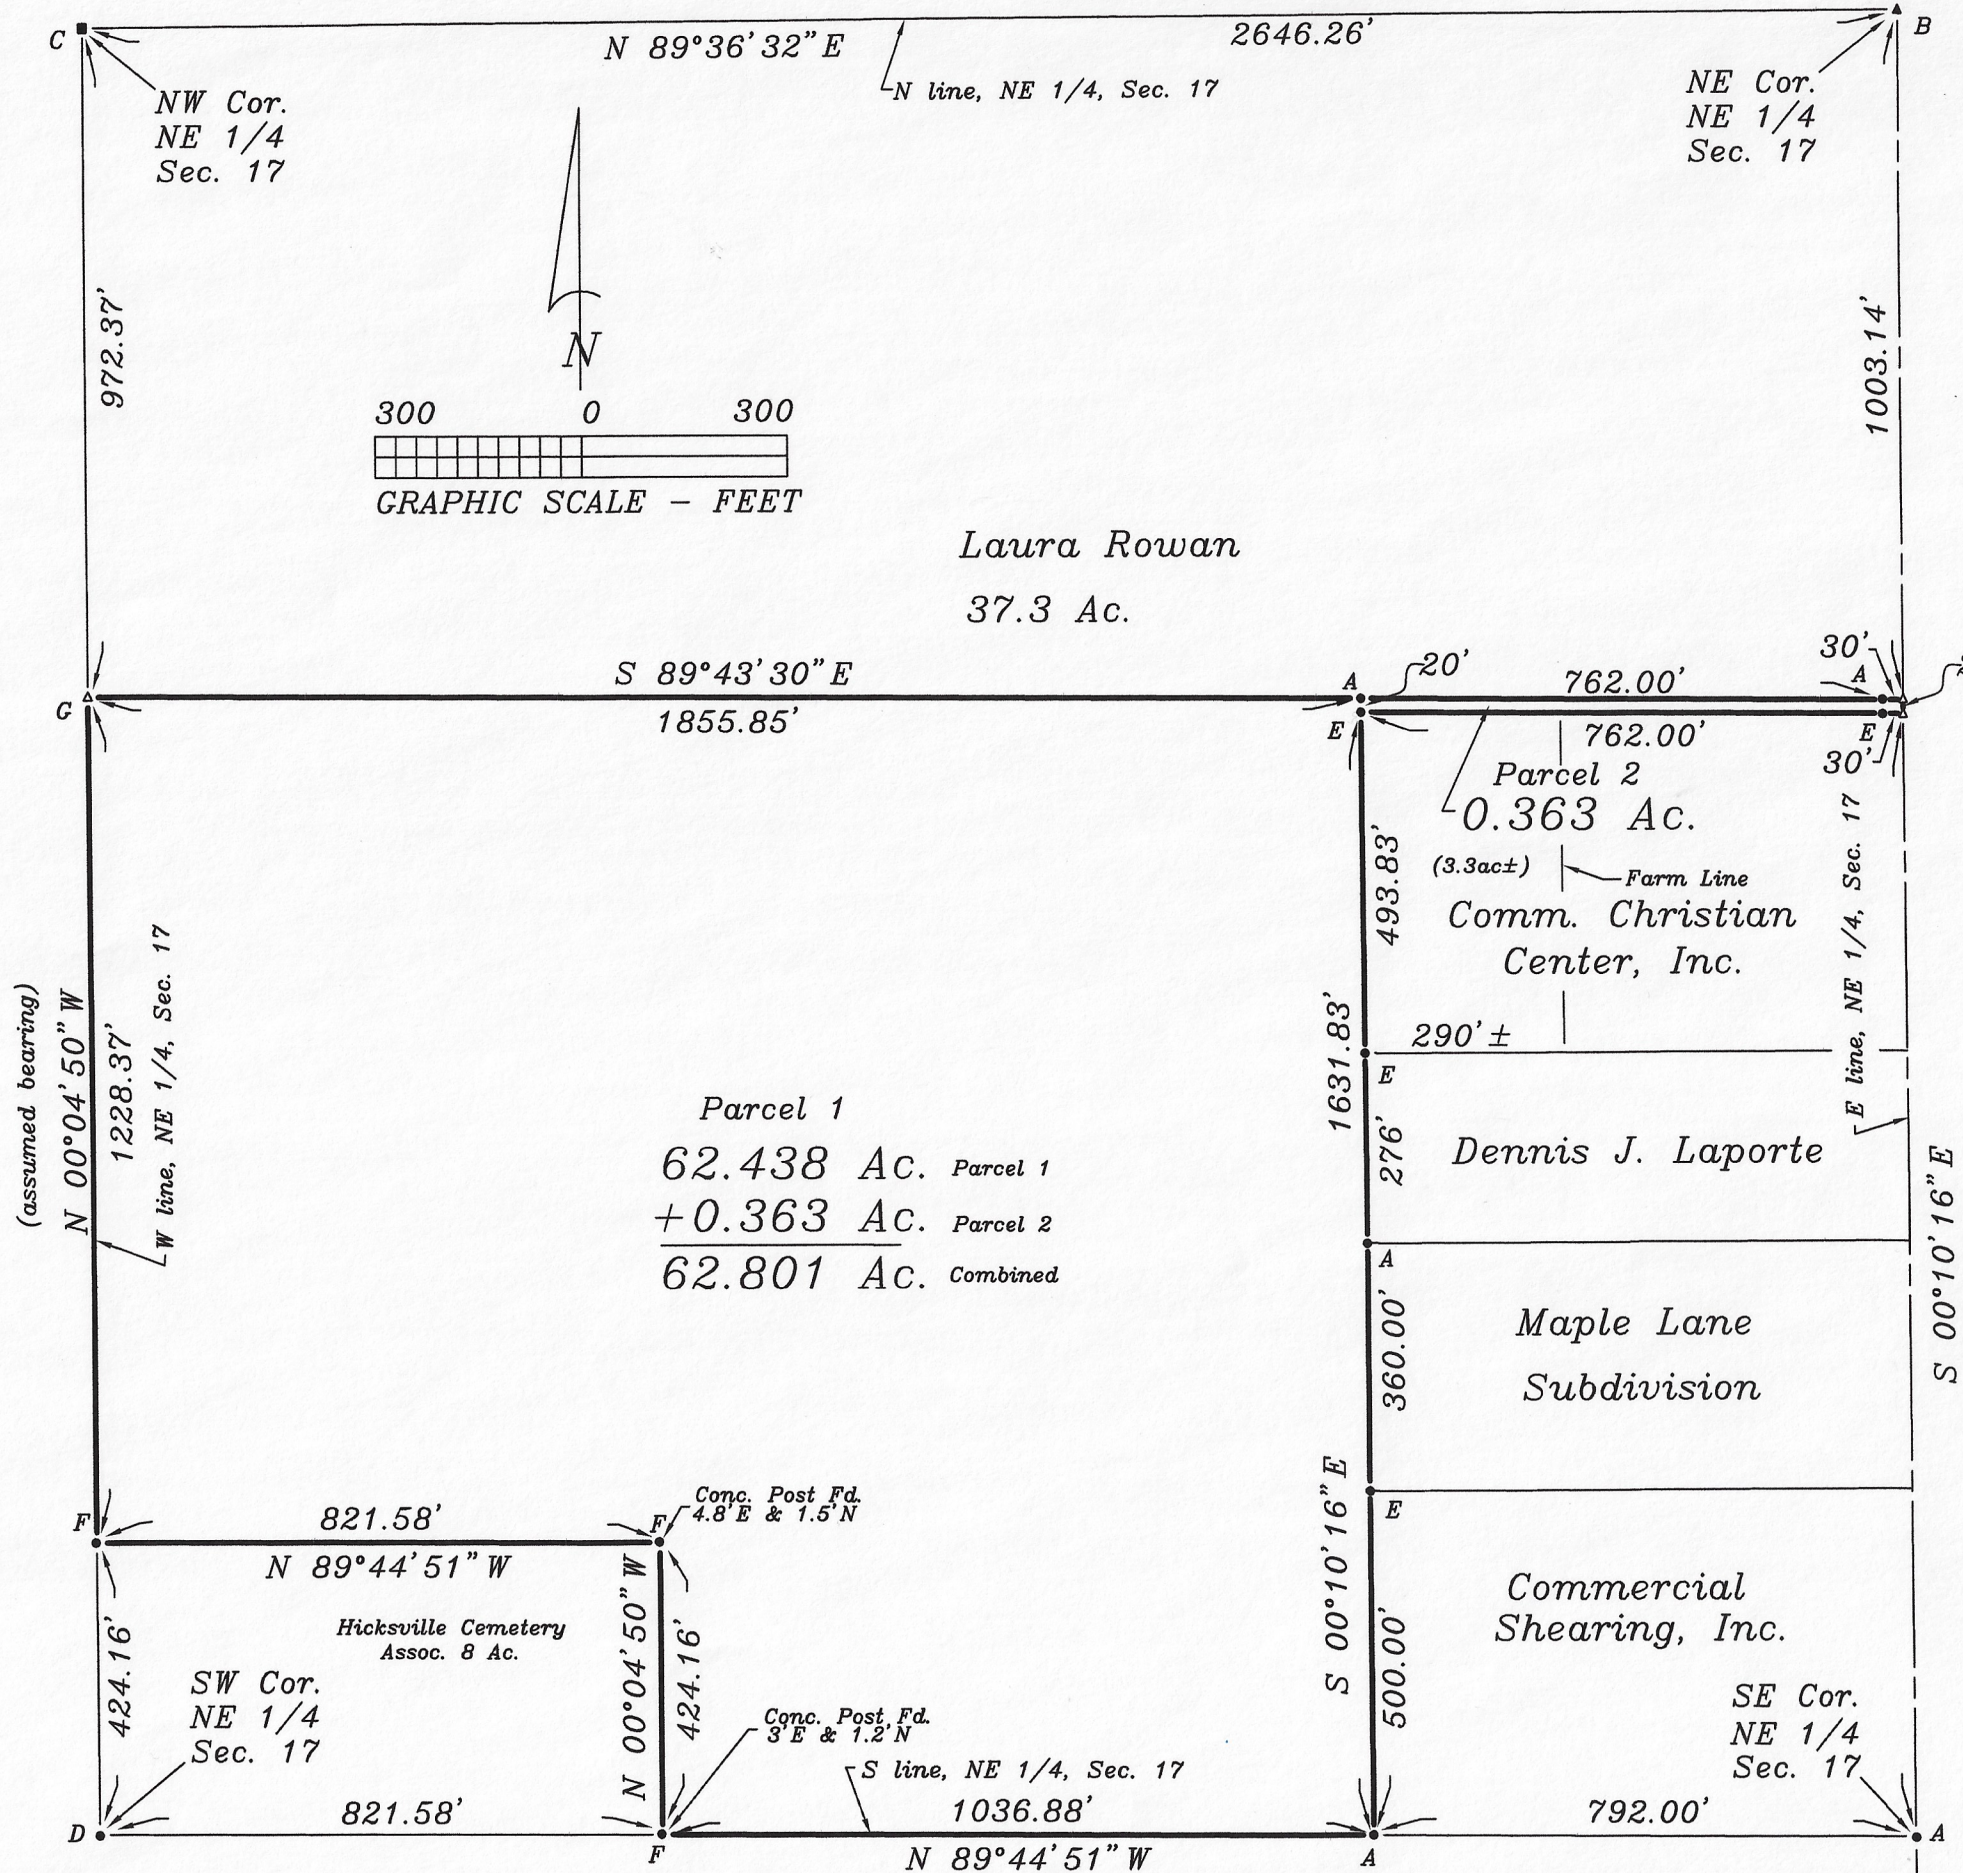 C
N 89°36'32"E
2646.26'
B
N line, NE 1/4, Sec. 17
NW Cor.
NE 1/4
Sec. 17
NE Cor.
NE 1/4
Sec. 17
972.37'
1003.14'
N
300 0 300
GRAPHIC SCALE – FEET
Laura Rowan
37.3 Ac.
S 89°43'30"E
1855.85'
G
A
20'
762.00'
A
30'
E
762.00'
E
30'
Parcel 2
0.363 Ac.
(3.3ac±)
Farm Line
Comm. Christian
Center, Inc.
493.83'
1631.83'
E line, NE 1/4, Sec. 17
290'±
E
(assumed bearing)
N 00°04'50"W
1228.37'
W line, NE 1/4, Sec. 17
Parcel 1
62.438 Ac. Parcel 1
+0.363 Ac. Parcel 2
62.801 Ac. Combined
276'
Dennis J. Laporte
A
S 00°10'16"E
360.00'
Maple Lane
Subdivision
E
S 00°10'16"E
500.00'
Commercial
Shearing, Inc.
F
821.58'
F
Conc. Post Fd.
4.8'E & 1.5'N
N 89°44'51"W
N 00°04'50"W
424.16'
424.16'
Hicksville Cemetery
Assoc. 8 Ac.
SW Cor.
NE 1/4
Sec. 17
Conc. Post Fd.
3'E & 1.2'N
S line, NE 1/4, Sec. 17
SE Cor.
NE 1/4
Sec. 17
D
821.58'
F
1036.88'
N 89°44'51"W
A
792.00'
A